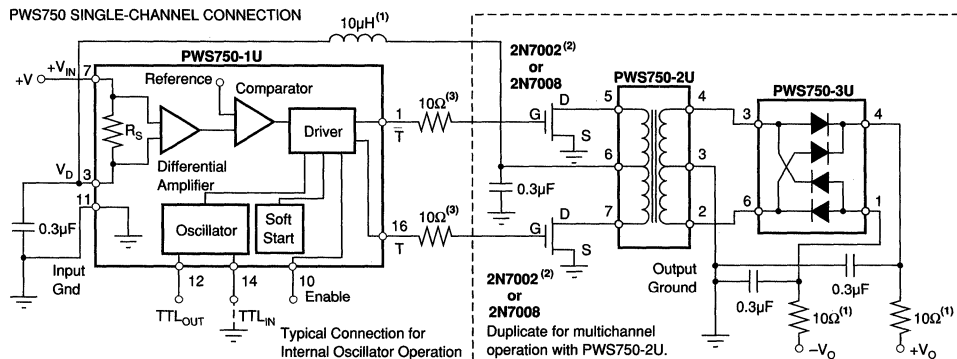 PWS750 SINGLE-CHANNEL CONNECTION
10µH(1)
PWS750-1U
2N7002(2)
or
2N7008
PWS750-2U
PWS750-3U
+V
+VIN
7
Reference
Comparator
RS
Driver
1
T
10Ω(3)
G
D
S
5
4
3
4
Differential
Amplifier
VD
3
6
3
0.3µF
11
0.3µF
Oscillator
Soft
Start
16
T
10Ω(3)
G
D
S
7
2
6
1
Input
Gnd
12
14
10
Enable
TTLOUT
TTLIN
2N7002(2)
or
2N7008
Output
Ground
0.3µF
0.3µF
10Ω(1)
10Ω(1)
–VO
+VO
Typical Connection for
Internal Oscillator Operation
Duplicate for multichannel
operation with PWS750-2U.